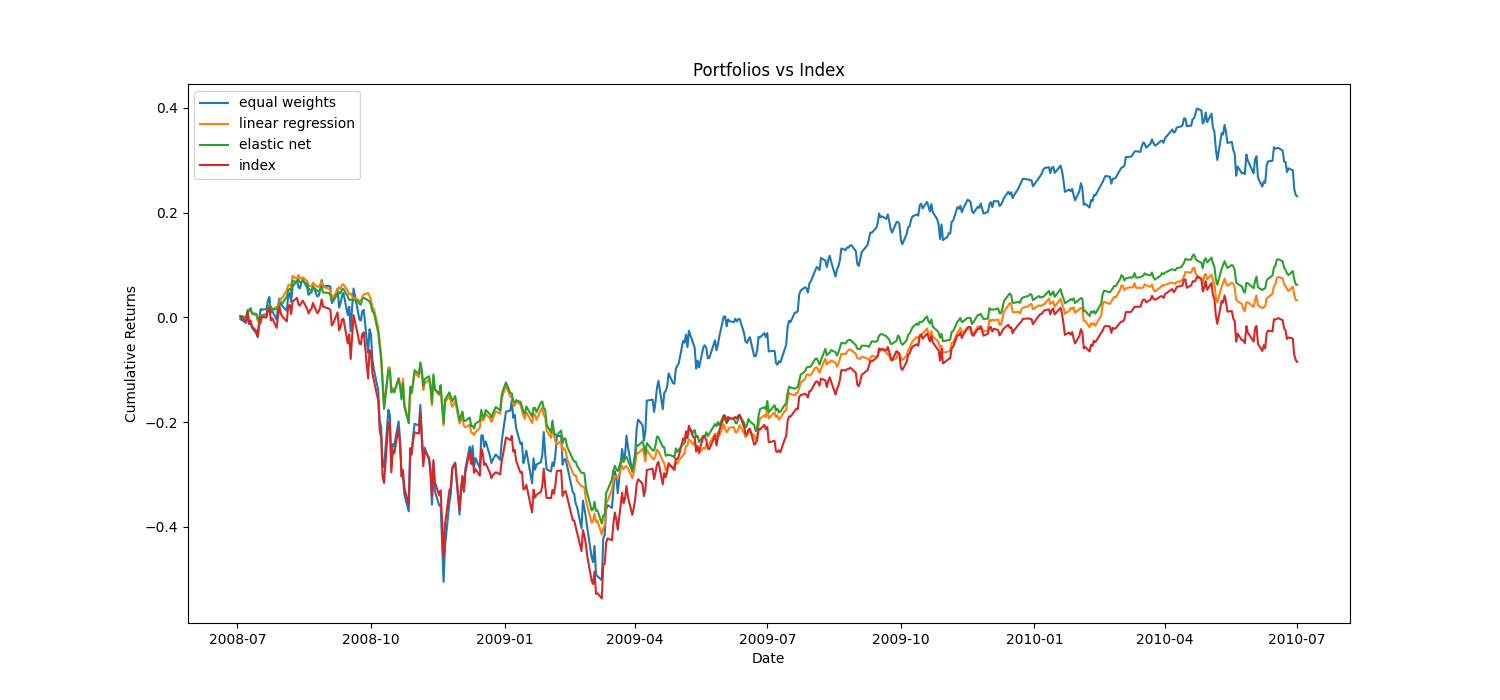 Portfolios vs Index
equal weights
linear regression
elastic net
index
Cumulative Returns
0.4
0.2
0.0
−0.2
−0.4
2008-07 2008-10 2009-01 2009-04 2009-07 2009-10 2010-01 2010-04 2010-07
Date